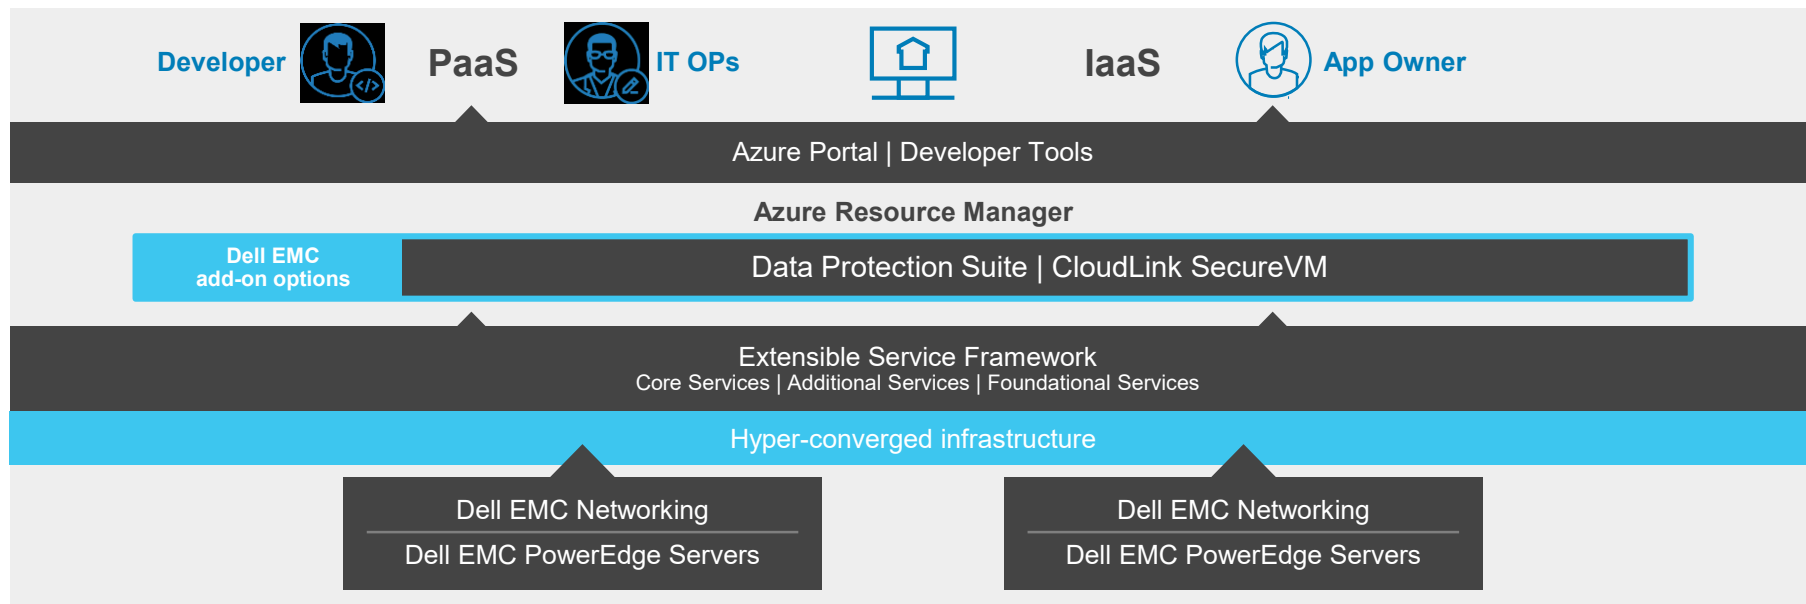 Developer PaaS IT OPs IaaS App Owner
Azure Portal | Developer Tools
Azure Resource Manager
Dell EMC
add-on options
Data Protection Suite | CloudLink SecureVM
Extensible Service Framework
Core Services | Additional Services | Foundational Services
Hyper-converged infrastructure
Dell EMC Networking
Dell EMC PowerEdge Servers
Dell EMC Networking
Dell EMC PowerEdge Servers